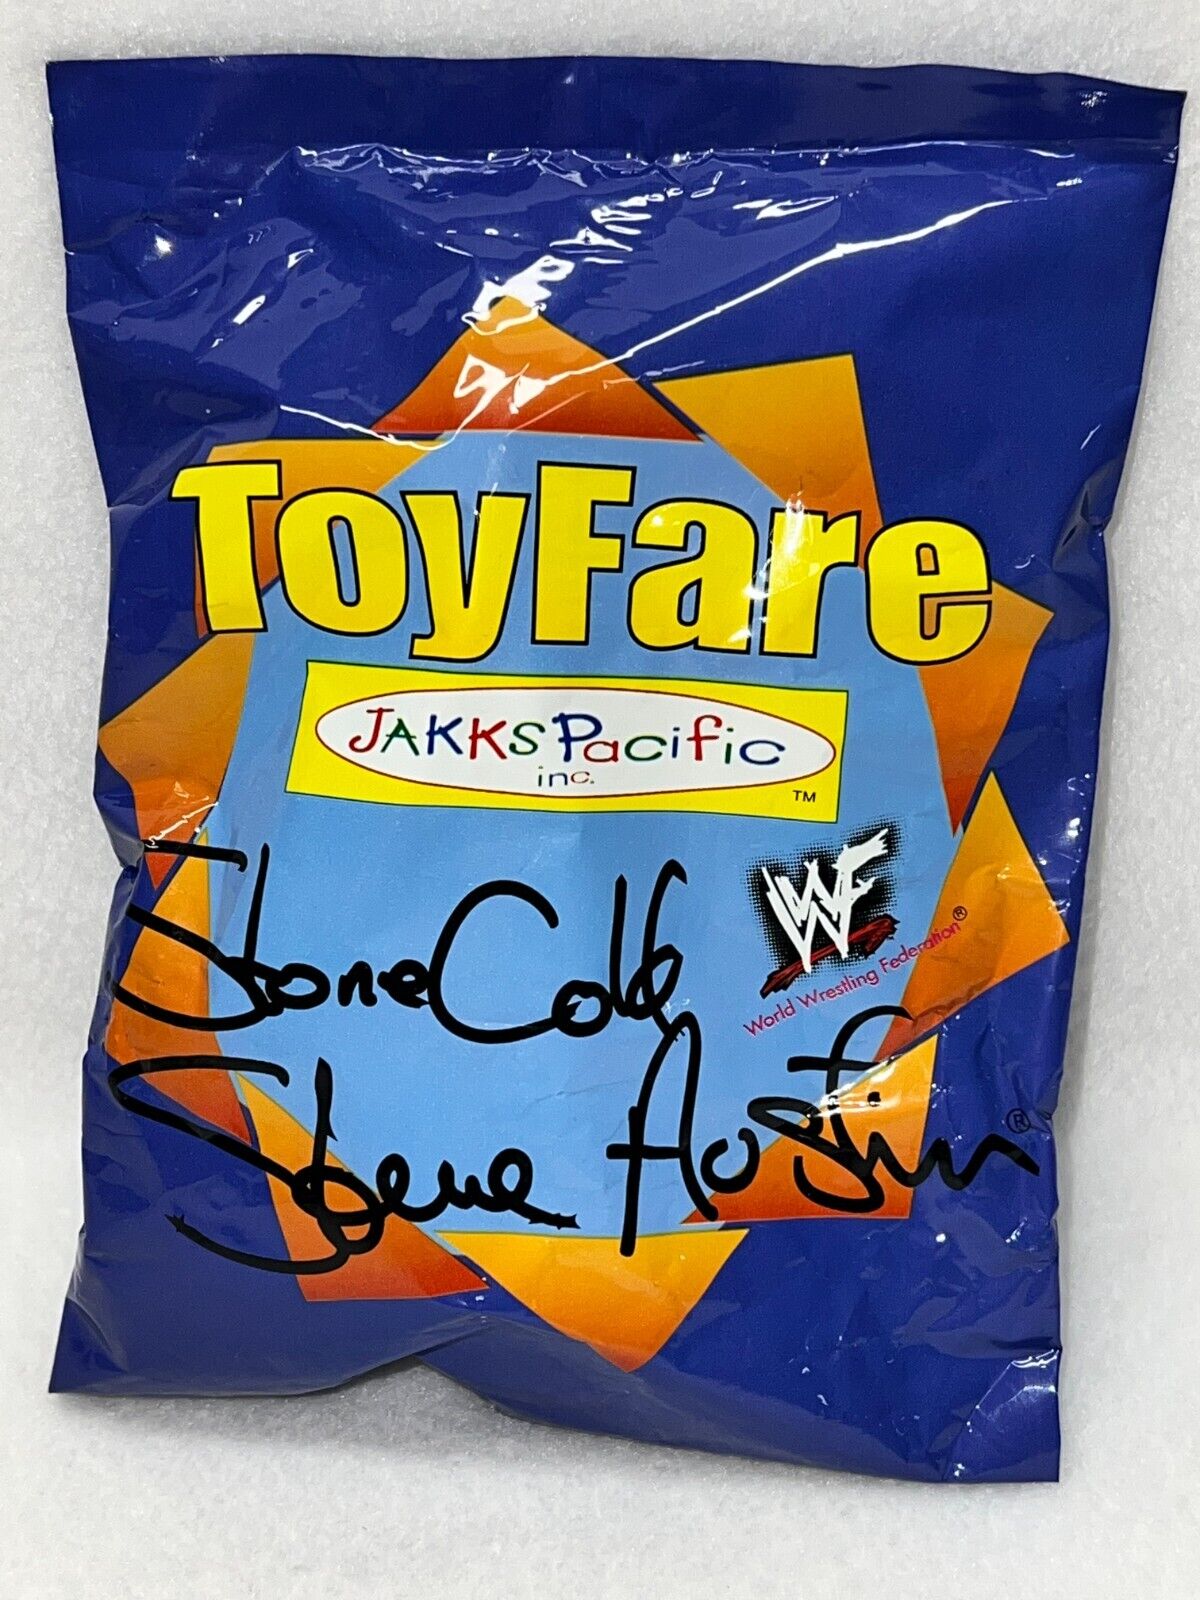 ToyFare
JAKKS Pacific
inc.
TM
WF
World Wrestling Federation®
Stone Cold
Steve Austin®